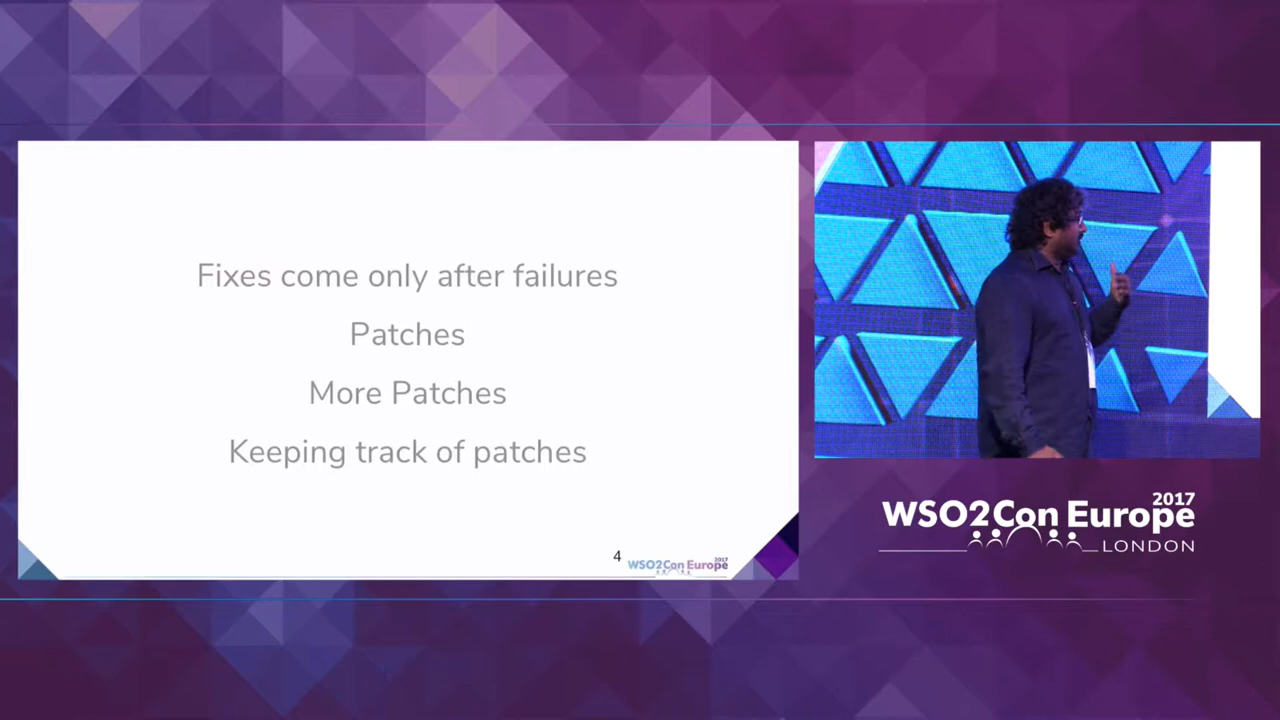 Fixes come only after failures
Patches
More Patches
Keeping track of patches
4
WSO2Con Europe 2017
WSO2Con Europe 2017
LONDON